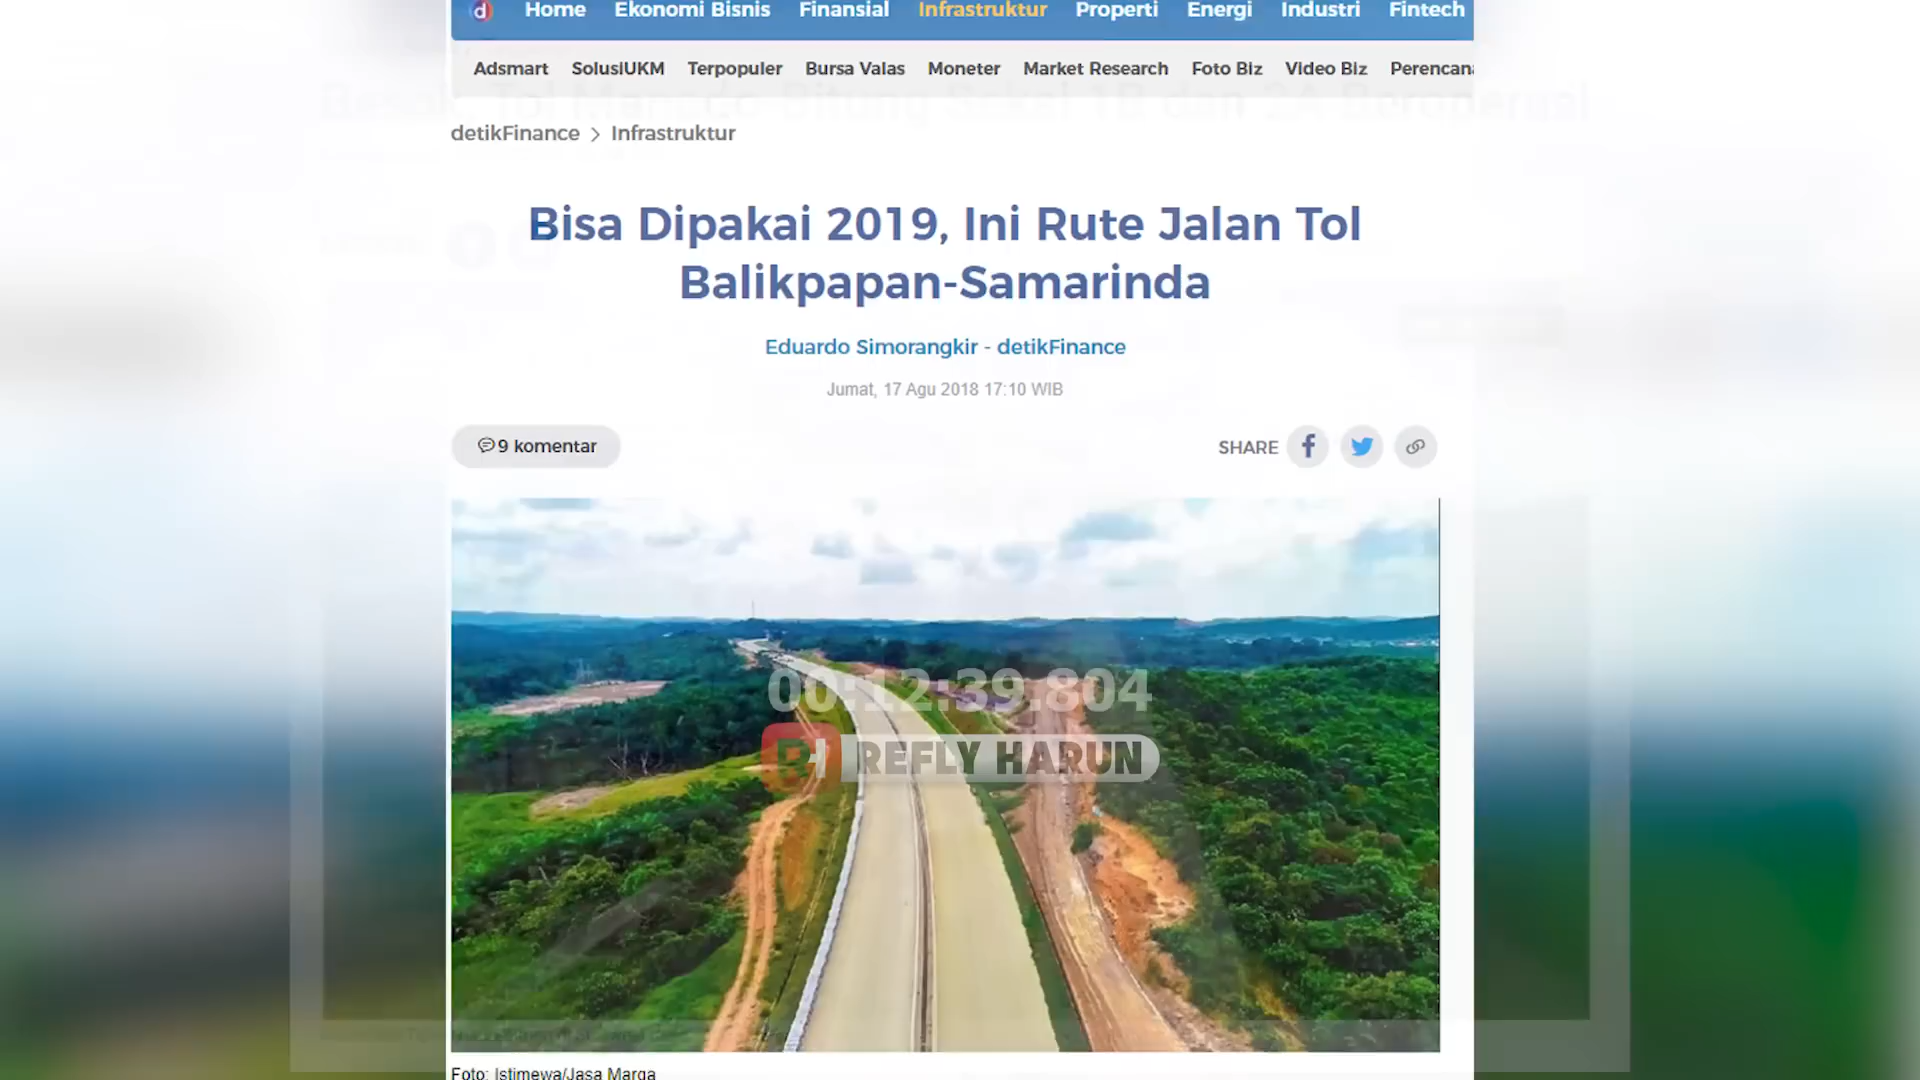 Home Ekonomi Bisnis Finansial Infrastruktur Properti Energi Industri Fintech
Adsmart SolusiUKM Terpopuler Bursa Valas Moneter Market Research Foto Biz Video Biz
detikFinance > Infrastruktur
Bisa Dipakai 2019, Ini Rute Jalan Tol
Balikpapan-Samarinda
Eduardo Simorangkir - detikFinance
Jumat, 17 Agu 2018 17:10 WIB
9 komentar
SHARE
00:12:39.804
REFLY HARUN
Foto: Istimewa/Jasa Marga